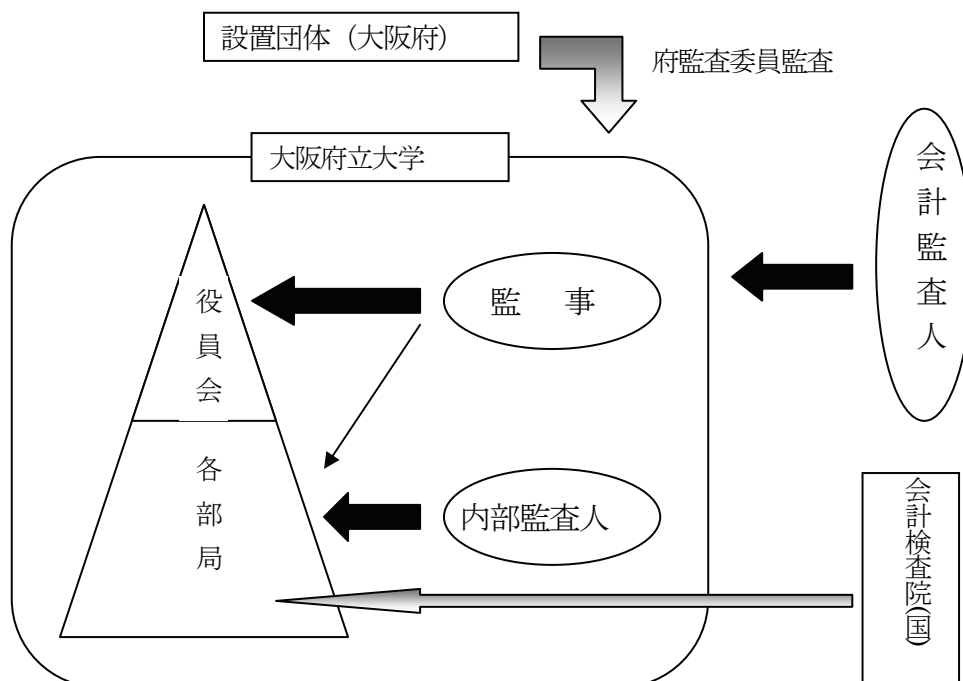 設置団体（大阪府）
府監査委員監査
大阪府立大学
会計監査人
役員会
監　事
各部局
内部監査人
会計検査院(国)